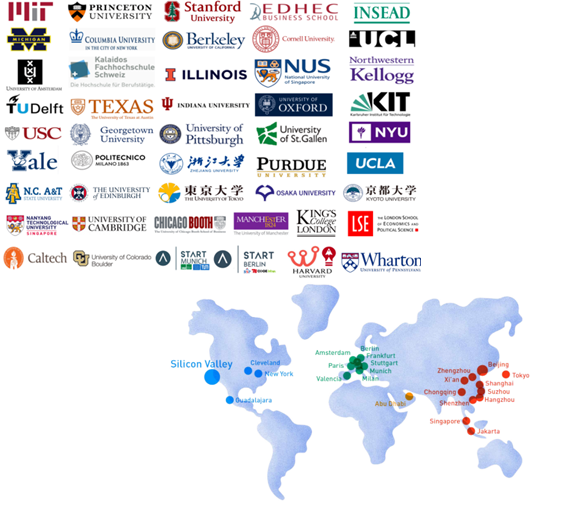 MIT
PRINCETON
UNIVERSITY
Stanford
University
EDHEC
BUSINESS SCHOOL
INSEAD
MICHIGAN
COLUMBIA UNIVERSITY
IN THE CITY OF NEW YORK
Berkeley
UNIVERSITY OF CALIFORNIA
Cornell University
UCL
UNIVERSITY OF AMSTERDAM
Kalaidos
Fachhochschule
Schweiz
Die Hochschule für Berufstätige
ILLINOIS
NUS
National University
of Singapore
Northwestern
Kellogg
TU Delft
TEXAS
The University of Texas at Austin
INDIANA UNIVERSITY
UNIVERSITY OF
OXFORD
KIT
Karlsruher Institut für Technologie
USC
Georgetown
University
University of
Pittsburgh
University
of St.Gallen
NYU
Yale
POLITECNICO
MILANO 1863
浙江大学
ZHEJIANG UNIVERSITY
PURDUE
UNIVERSITY
UCLA
N.C. A&T
STATE UNIVERSITY
THE UNIVERSITY
of EDINBURGH
東京大学
THE UNIVERSITY OF TOKYO
OSAKA UNIVERSITY
京都大学
KYOTO UNIVERSITY
NANYANG
TECHNOLOGICAL
UNIVERSITY
SINGAPORE
UNIVERSITY OF
CAMBRIDGE
CHICAGO BOOTH
MANCHESTER
1824
The University of Manchester
KING'S
College
LONDON
LSE
THE LONDON SCHOOL
OF ECONOMICS AND
POLITICAL SCIENCE
Caltech
University of Colorado
Boulder
START
MUNICH
START
BERLIN
HARVARD
UNIVERSITY
Wharton
UNIVERSITY of PENNSYLVANIA
Silicon Valley
Cleveland
New York
Guadalajara
Amsterdam
Berlin
Frankfurt
Paris
Stuttgart
Munich
Valencia
Milan
Abu Dhabi
Zhengzhou
Beijing
Xi'an
Tokyo
Shanghai
Chongqing
Suzhou
Shenzhen
Hangzhou
Singapore
Jakarta